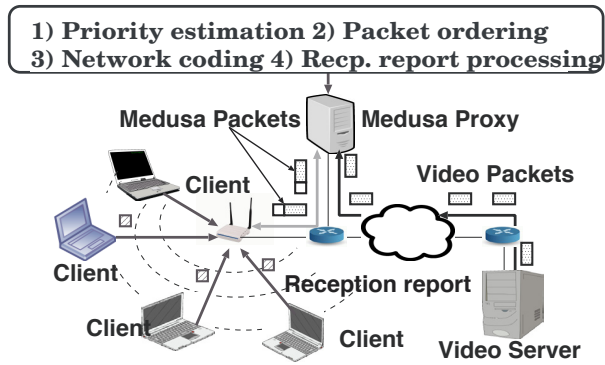 1) Priority estimation 2) Packet ordering
3) Network coding 4) Recp. report processing
Medusa Packets
Medusa Proxy
Client
Video Packets
Client
Reception report
Client
Client
Video Server